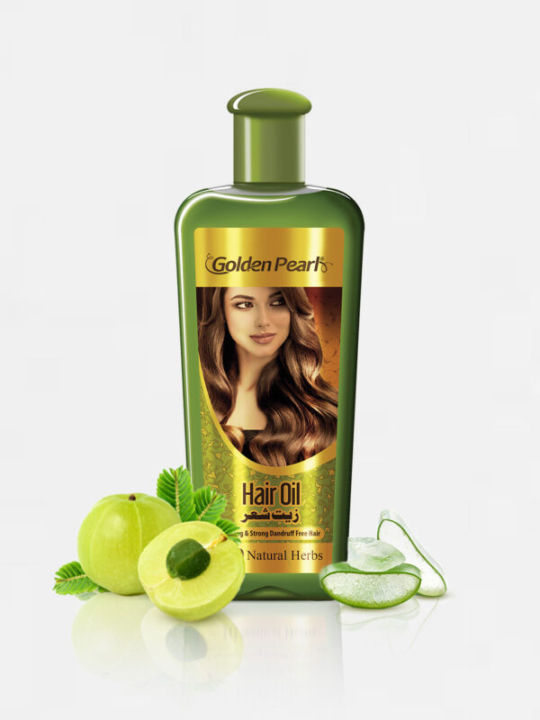 Golden Pearl
Hair Oil
زيت شعر
& Strong Dandruff Free Hair
Natural Herbs